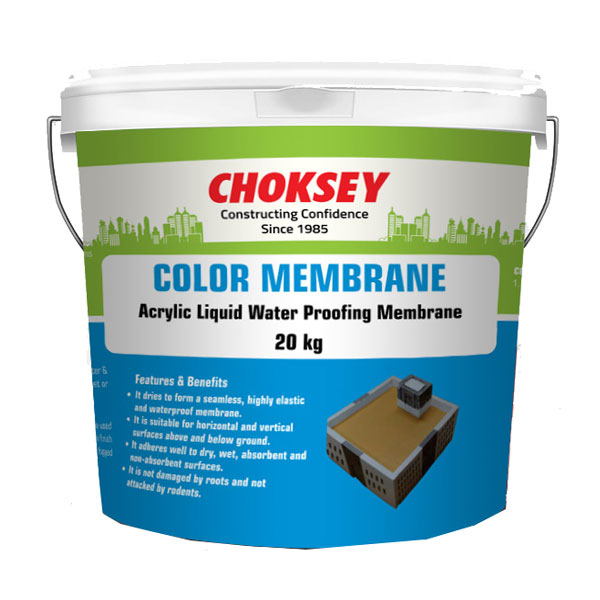 CHOKSEY
Constructing Confidence
Since 1985
COLOR MEMBRANE
Acrylic Liquid Water Proofing Membrane
20 kg
Features & Benefits
• It dries to form a seamless, highly elastic
and waterproof membrane.
• It is suitable for horizontal and vertical
surfaces above and below ground.
• It adheres well to dry, wet, absorbent and
non-absorbent surfaces.
• It is not damaged by roots and not
attacked by rodents.